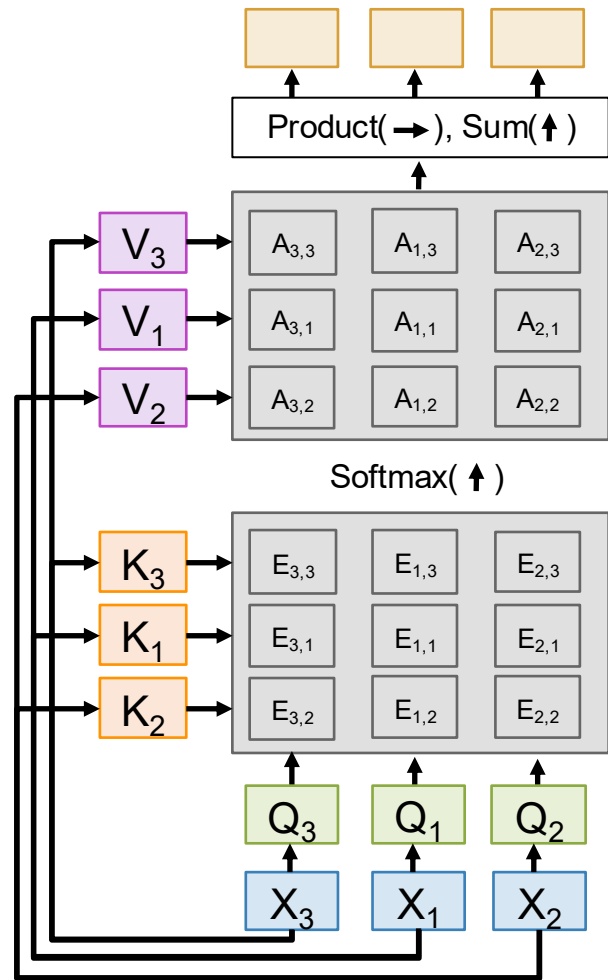 Product(→), Sum(↑)
V3 A3,3 A1,3 A2,3
V1 A3,1 A1,1 A2,1
V2 A3,2 A1,2 A2,2
Softmax(↑)
K3 E3,3 E1,3 E2,3
K1 E3,1 E1,1 E2,1
K2 E3,2 E1,2 E2,2
Q3 Q1 Q2
X3 X1 X2